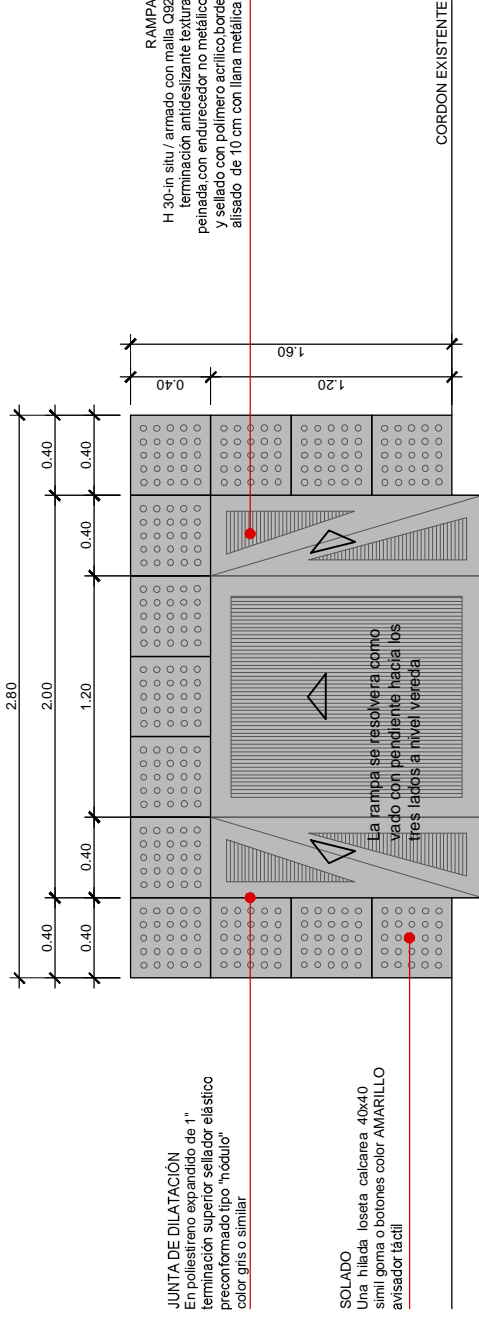 2.80
0.40
2.00
0.40
0.40
0.40
1.20
0.40
0.40
0.40
1.20
1.60
RAMPA
H 30-in situ / armado con malla Q92
terminación antideslizante textura
peinada,con endurecedor no metálico
y sellado con polímero acrílico,borde
alisado de 10 cm con llana metálica
CORDON EXISTENTE
La rampa se resolvera como
vado con pendiente hacia los
tres lados a nivel vereda
JUNTA DE DILATACIÓN
En poliestireno expandido de 1"
terminación superior sellador elástico
preconformado tipo "nódulo"
color gris o similar
SOLADO
Una hilada loseta calcarea 40x40
simil goma o botones color AMARILLO
avisador táctil